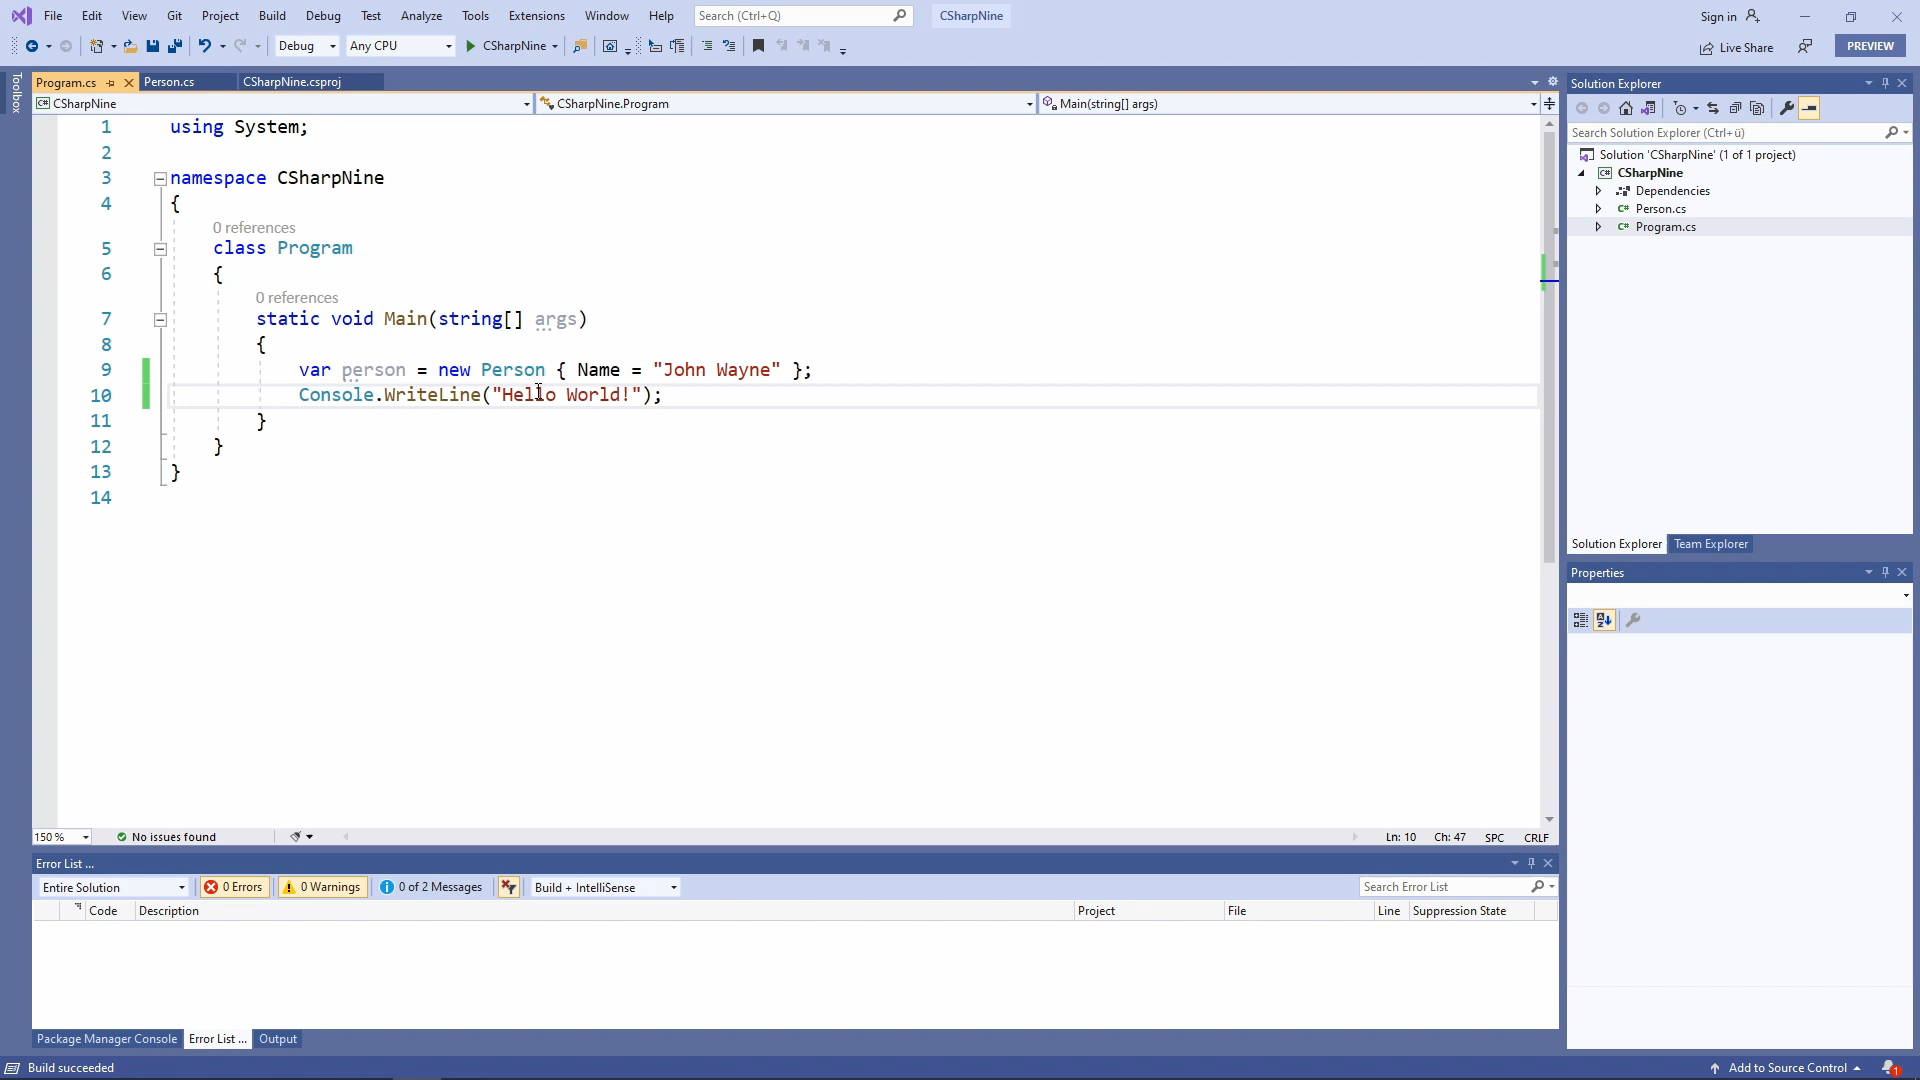 File Edit View Git Project Build Debug Test Analyze Tools Extensions Window Help Search (Ctrl+Q) CSharpNine Sign in
Debug Any CPU CSharpNine Live Share PREVIEW
Toolbox
Program.cs Person.cs CSharpNine.csproj
C# CSharpNine CSharpNine.Program Main(string[] args)
1 using System;
2
3 namespace CSharpNine
4 {
0 references
5 class Program
6 {
0 references
7 static void Main(string[] args)
8 {
9 var person = new Person { Name = "John Wayne" };
10 Console.WriteLine("Hello World!");
11 }
12 }
13 }
14
150 % No issues found Ln: 10 Ch: 47 SPC CRLF
Error List ...
Entire Solution 0 Errors 0 Warnings 0 of 2 Messages Build + IntelliSense Search Error List
Code Description Project File Line Suppression State
Package Manager Console Error List ... Output
Solution Explorer
Search Solution Explorer (Ctrl+ü)
Solution 'CSharpNine' (1 of 1 project)
C# CSharpNine
Dependencies
C# Person.cs
C# Program.cs
Solution Explorer Team Explorer
Properties
Build succeeded Add to Source Control 1